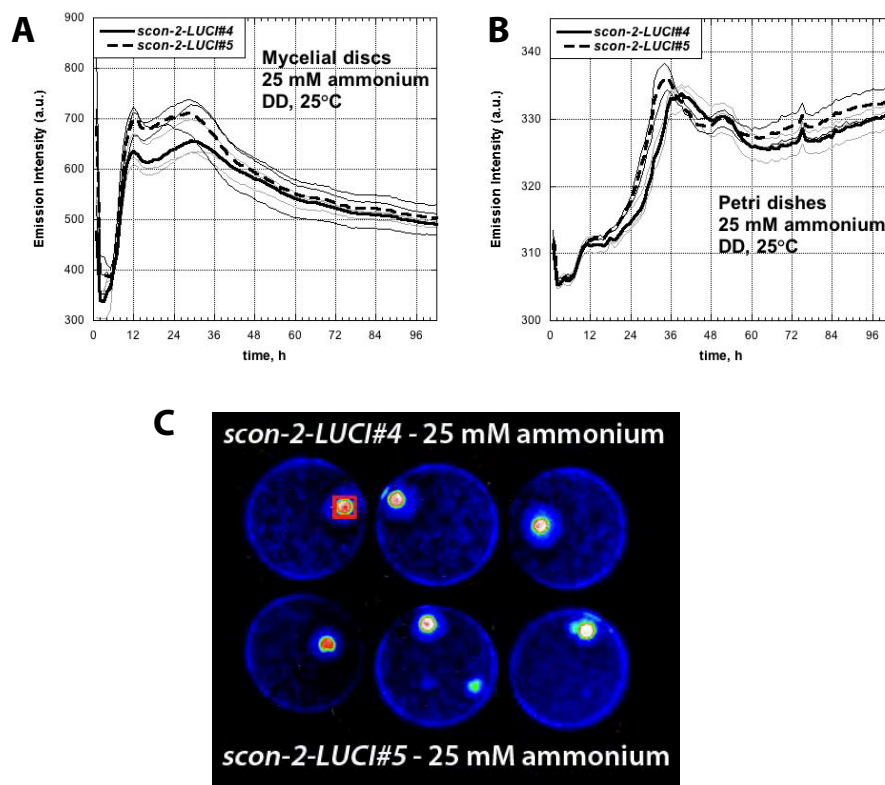 A
900
800
700
600
500
400
300
Emission Intensity (a.u.)
scon-2-LUCI#4
scon-2-LUCI#5
Mycelial discs
25 mM ammonium
DD, 25°C
0 12 24 36 48 60 72 84 96
time, h
B
345
340
330
320
310
300
Emission Intensity (a.u.)
scon-2-LUCI#4
scon-2-LUCI#5
Petri dishes
25 mM ammonium
DD, 25°C
0 12 24 36 48 60 72 84 96
time, h
C
scon-2-LUCI#4 - 25 mM ammonium
scon-2-LUCI#5 - 25 mM ammonium